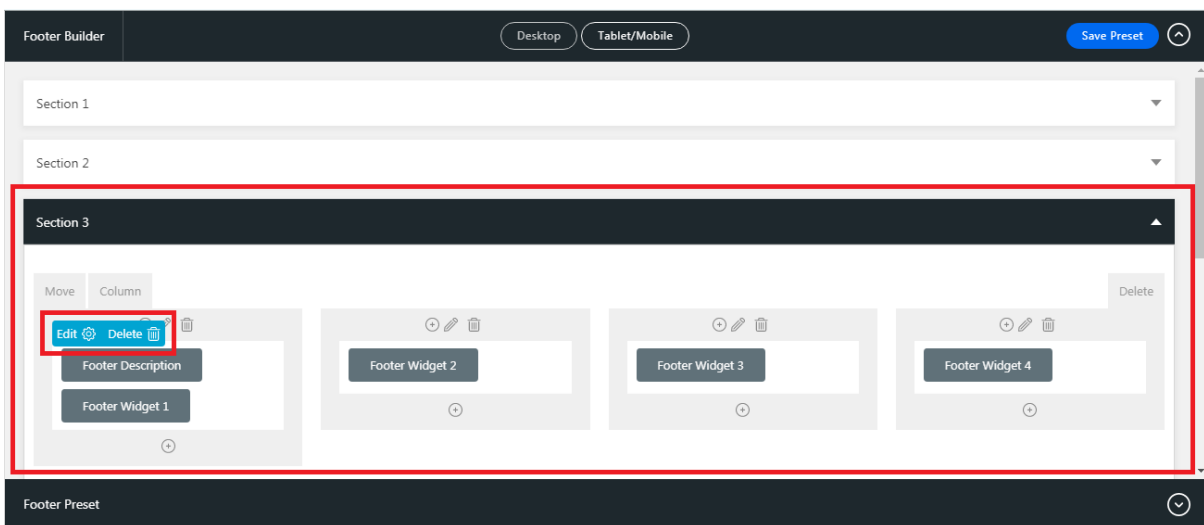 Footer Builder
Desktop
Tablet/Mobile
Save Preset
Section 1
Section 2
Section 3
Move
Column
Delete
Edit
Delete
Footer Description
Footer Widget 1
Footer Widget 2
Footer Widget 3
Footer Widget 4
Footer Preset